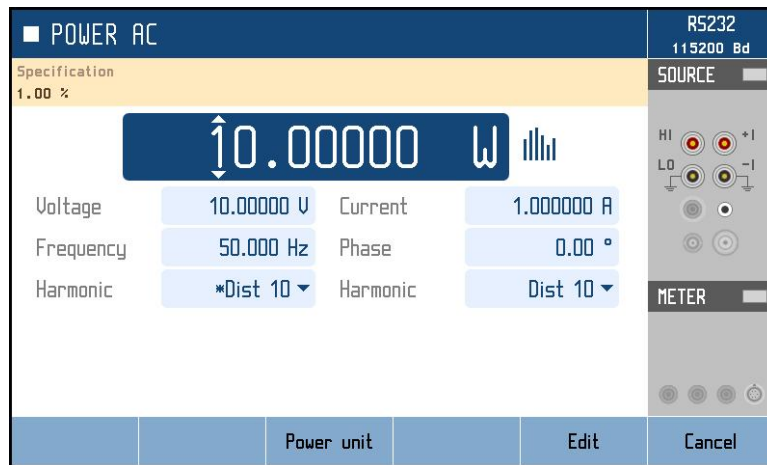 POWER AC
RS232
115200 Bd
Specification
1.00 %
SOURCE
10.00000 W
HI +I
LO -I
Voltage 10.00000 V Current 1.000000 A
Frequency 50.000 Hz Phase 0.00 °
Harmonic *Dist 10 Harmonic Dist 10
METER
Power unit Edit Cancel